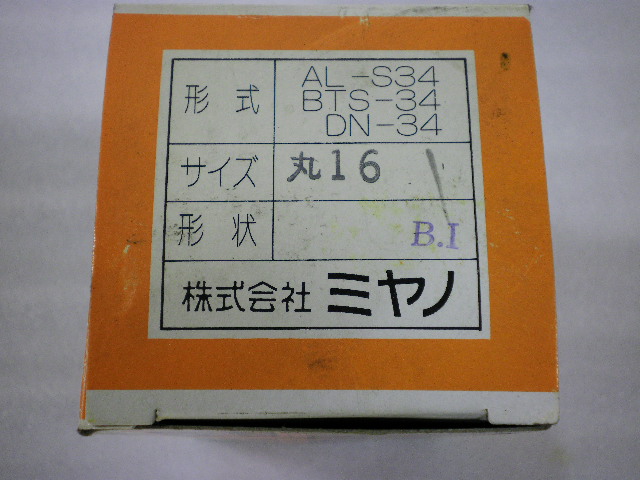 形式 AL-S34
BTS-34
DN-34
サイズ 丸16
形状 B.I
株式会社 ミヤノ